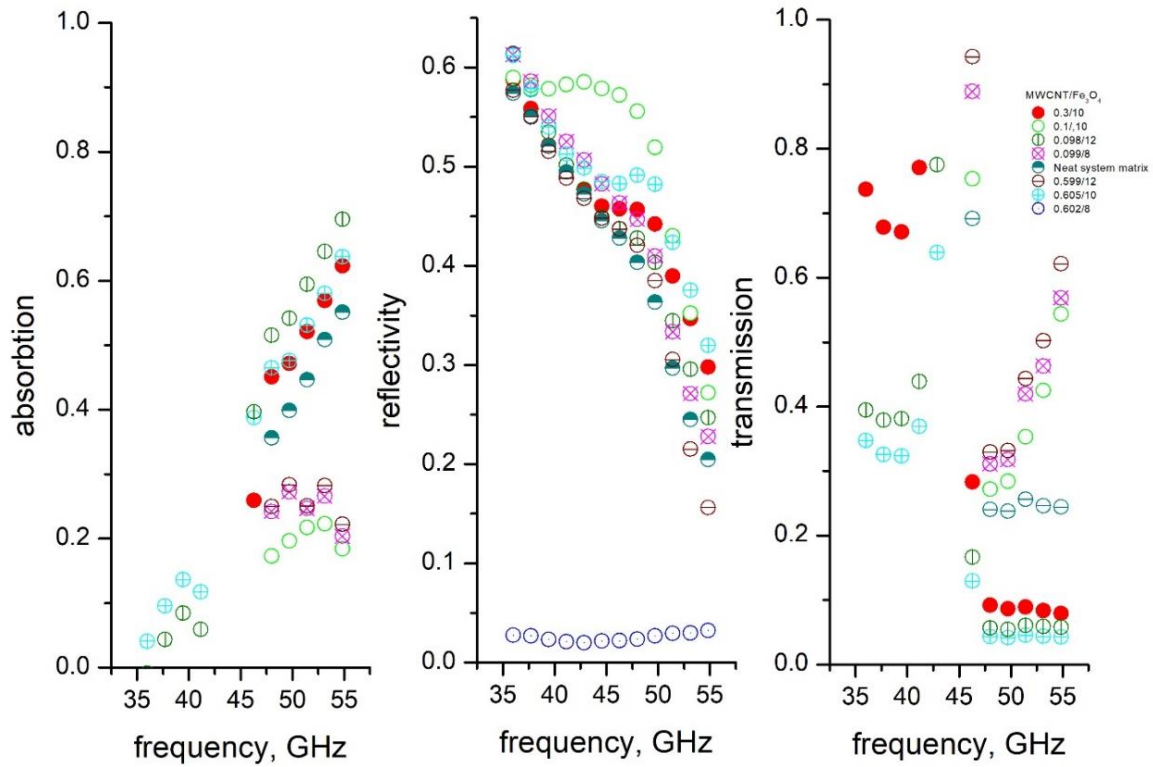 absorbtion
1.0
0.8
0.6
0.4
0.2
0.0
35 40 45 50 55
frequency, GHz
reflectivity
0.6
0.5
0.4
0.3
0.2
0.1
0.0
35 40 45 50 55
frequency, GHz
transmission
1.0
0.8
0.6
0.4
0.2
0.0
35 40 45 50 55
frequency, GHz
MWCNT/Fe₃O₄
0.3/10
0.1/,10
0.098/12
0.099/8
Neat system matrix
0.599/12
0.605/10
0.602/8